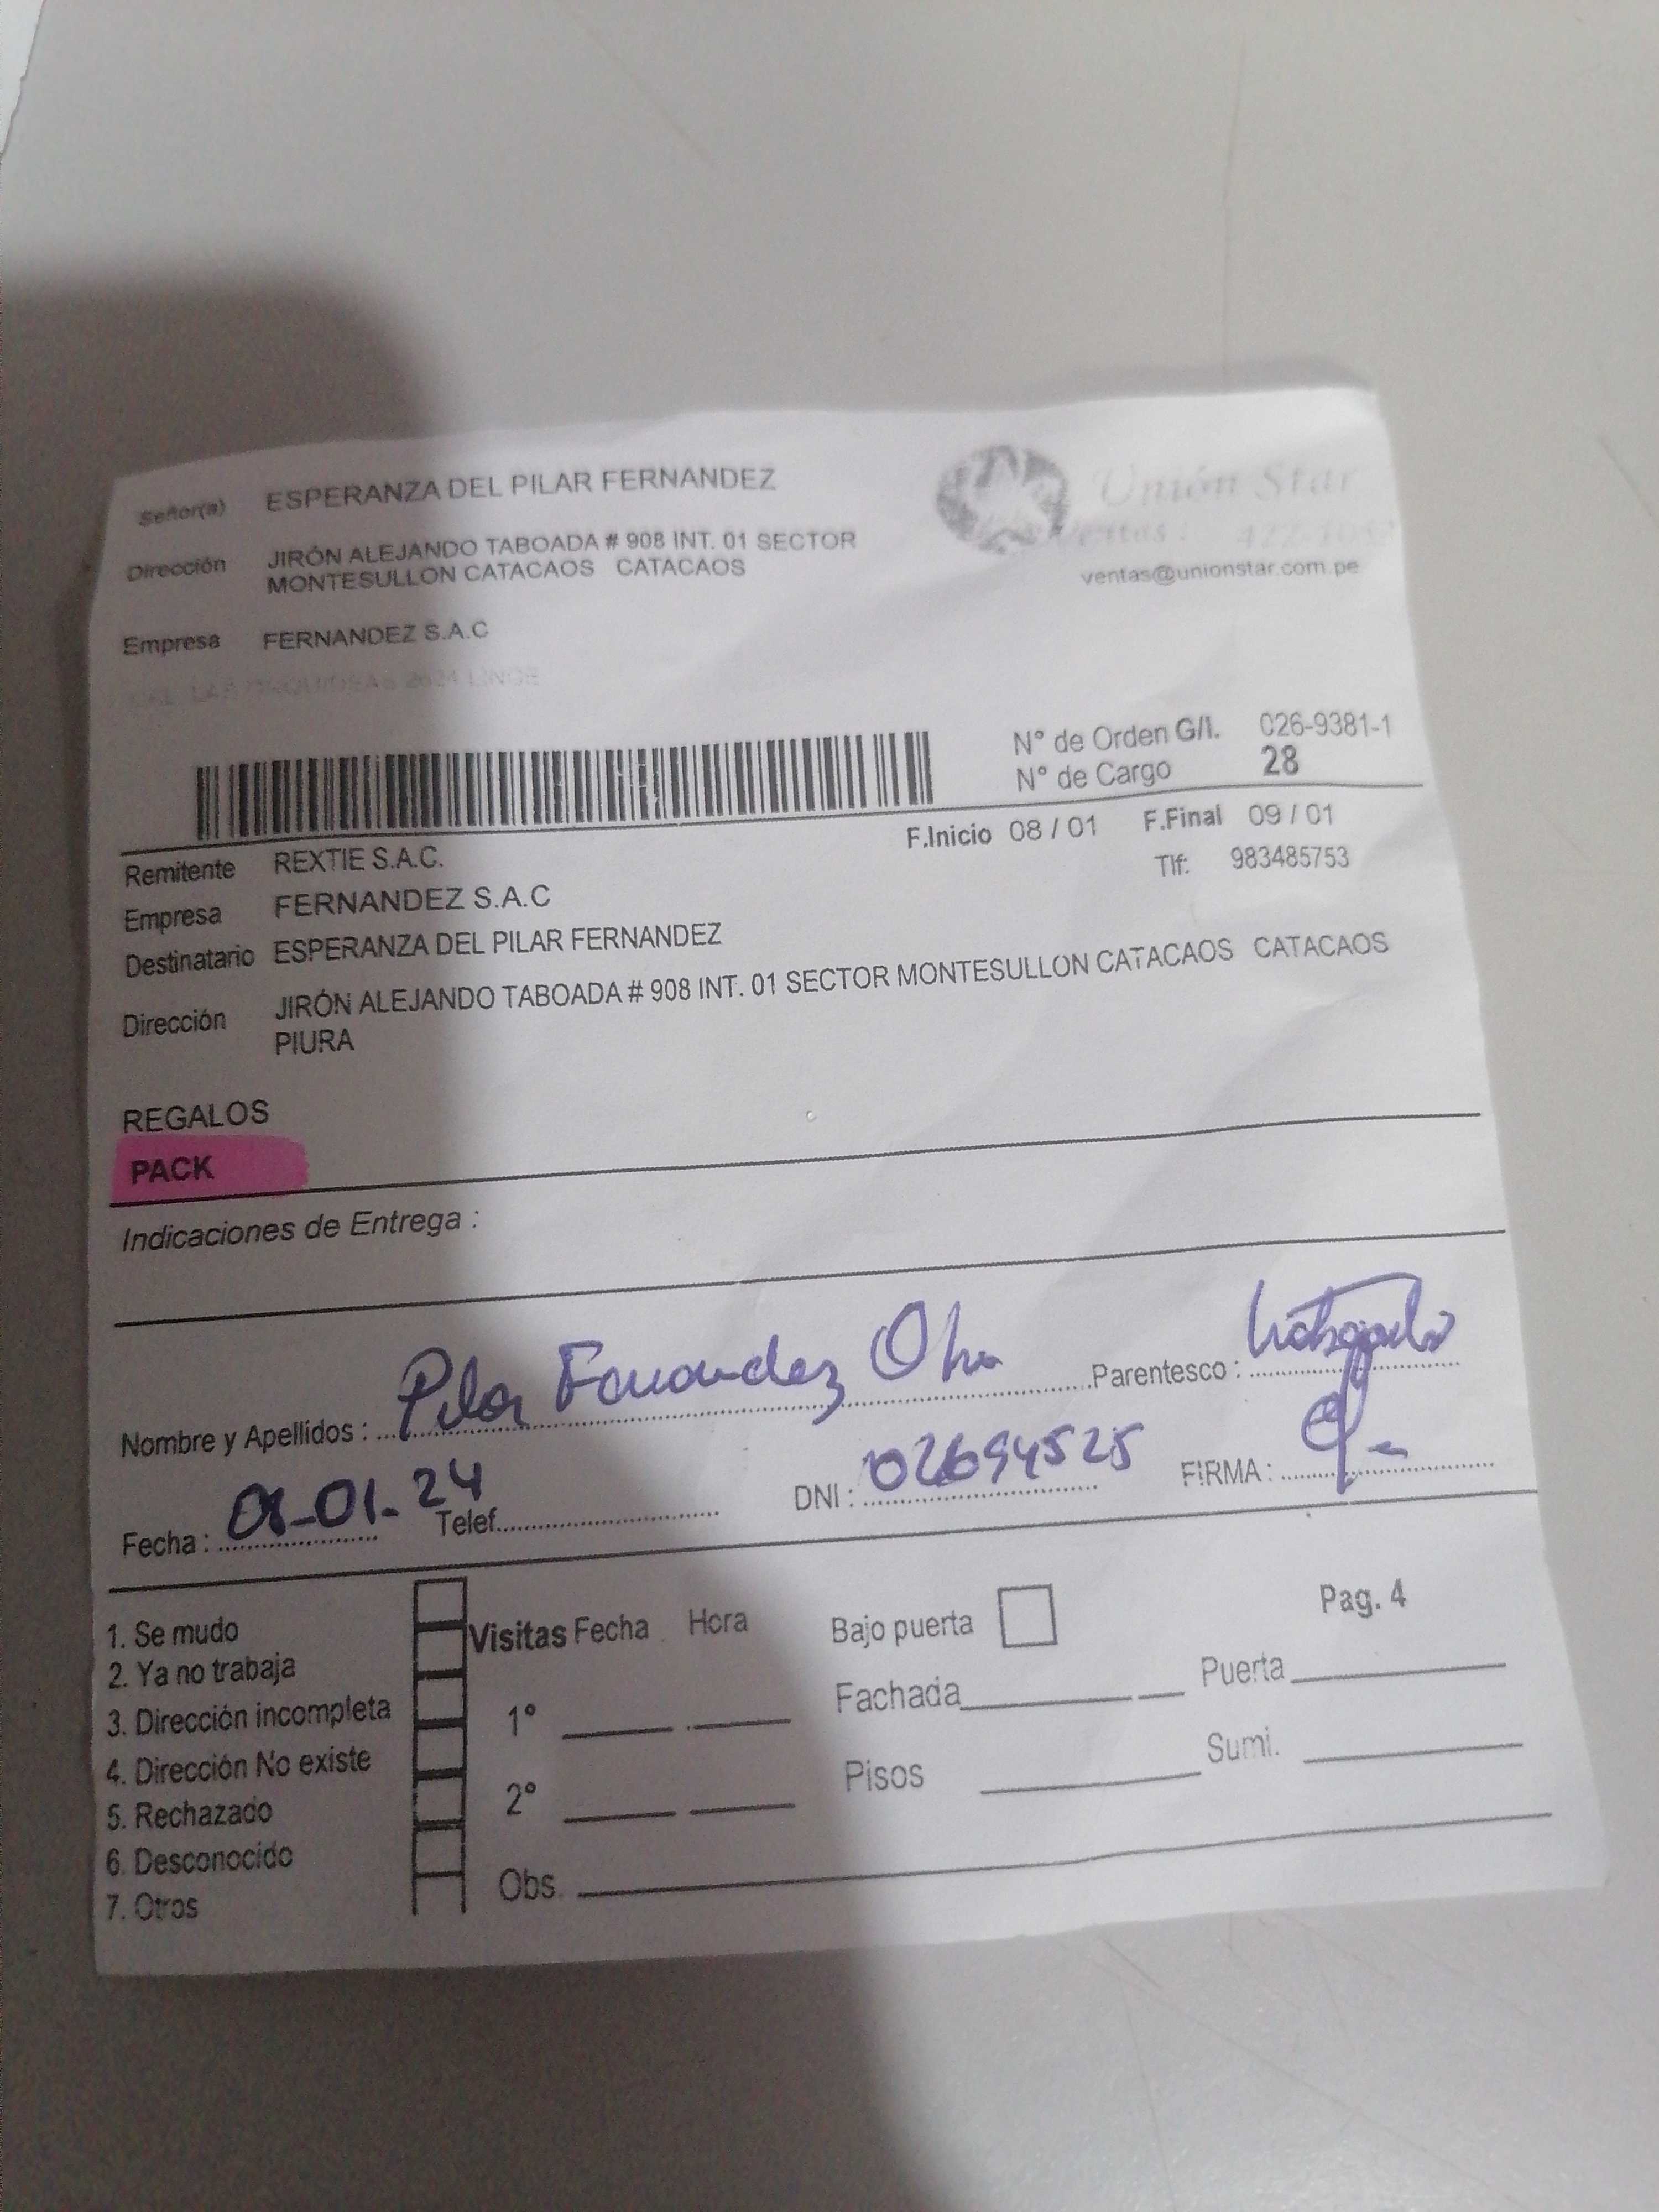 Señor(a) ESPERANZA DEL PILAR FERNANDEZ
Unión Star
Ventas :
Dirección JIRÓN ALEJANDO TABOADA # 908 INT. 01 SECTOR
MONTESULLON CATACAOS CATACAOS
ventas@unionstar.com.pe
Empresa FERNANDEZ S.A.C
N° de Orden G/I. 026-9381-1
N° de Cargo 28
F.Inicio 08 / 01 F.Final 09 / 01
Remitente REXTIE S.A.C.
Tlf: 983485753
Empresa FERNANDEZ S.A.C
Destinatario ESPERANZA DEL PILAR FERNANDEZ
Dirección JIRÓN ALEJANDO TABOADA # 908 INT. 01 SECTOR MONTESULLON CATACAOS CATACAOS
PIURA
REGALOS
PACK
Indicaciones de Entrega :
Nombre y Apellidos : Pilar Fernandez Parentesco :
Fecha : 08-01-24 Telef. DNI : 02694525 FIRMA :
1. Se mudo
2. Ya no trabaja
3. Dirección incompleta
4. Dirección No existe
5. Rechazado
6. Desconocido
7. Otros
Visitas Fecha Hora
1°
2°
Obs.
Bajo puerta
Pag. 4
Fachada Puerta
Pisos Sumi.